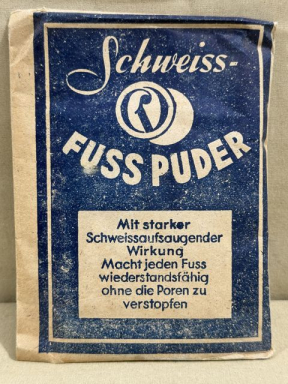 Schweiss-
R
FUSS PUDER
Mit starker
Schweissaufsaugender
Wirkung
Macht jeden Fuss
wiederstandsfähig
ohne die Poren zu
verstopfen